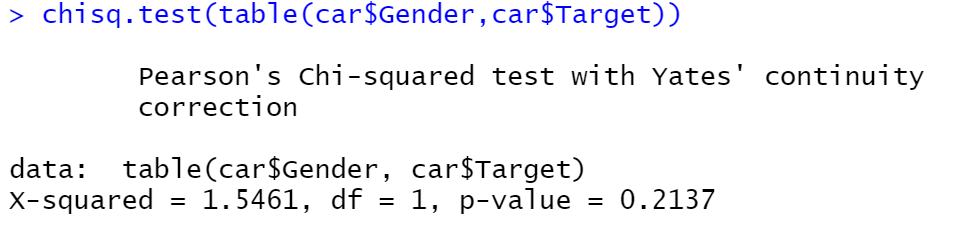 > chisq.test(table(car$Gender,car$Target))
Pearson's Chi-squared test with Yates' continuity
correction
data:  table(car$Gender, car$Target)
X-squared = 1.5461, df = 1, p-value = 0.2137